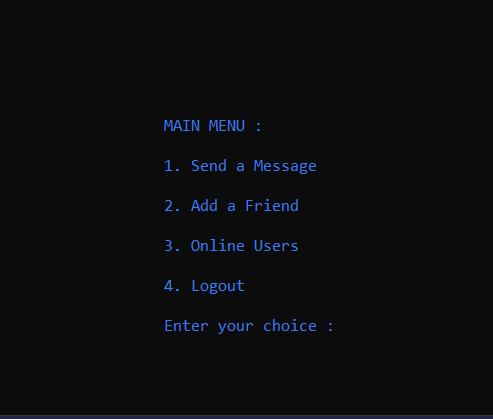 MAIN MENU :
1. Send a Message
2. Add a Friend
3. Online Users
4. Logout
Enter your choice :